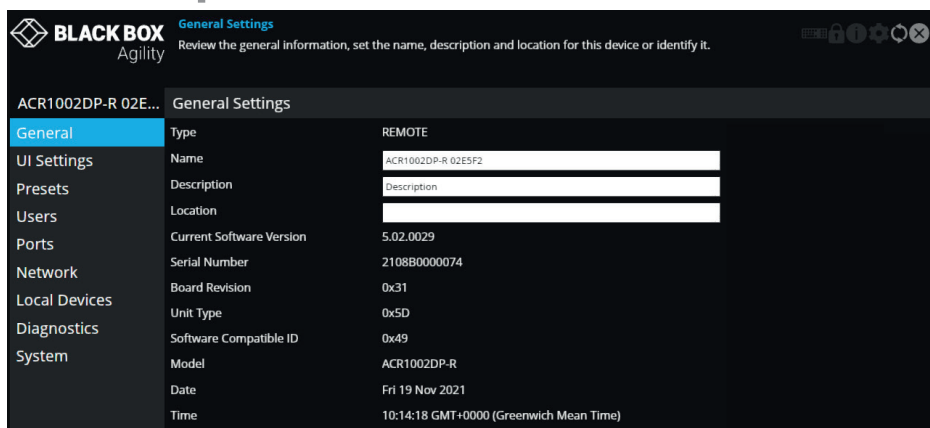 BLACK BOX
Agility
General Settings
Review the general information, set the name, description and location for this device or identify it.
ACR1002DP-R 02E...
General Settings
General
UI Settings
Presets
Users
Ports
Network
Local Devices
Diagnostics
System
Type REMOTE
Name ACR1002DP-R 02E5F2
Description Description
Location
Current Software Version 5.02.0029
Serial Number 2108B0000074
Board Revision 0x31
Unit Type 0x5D
Software Compatible ID 0x49
Model ACR1002DP-R
Date Fri 19 Nov 2021
Time 10:14:18 GMT+0000 (Greenwich Mean Time)